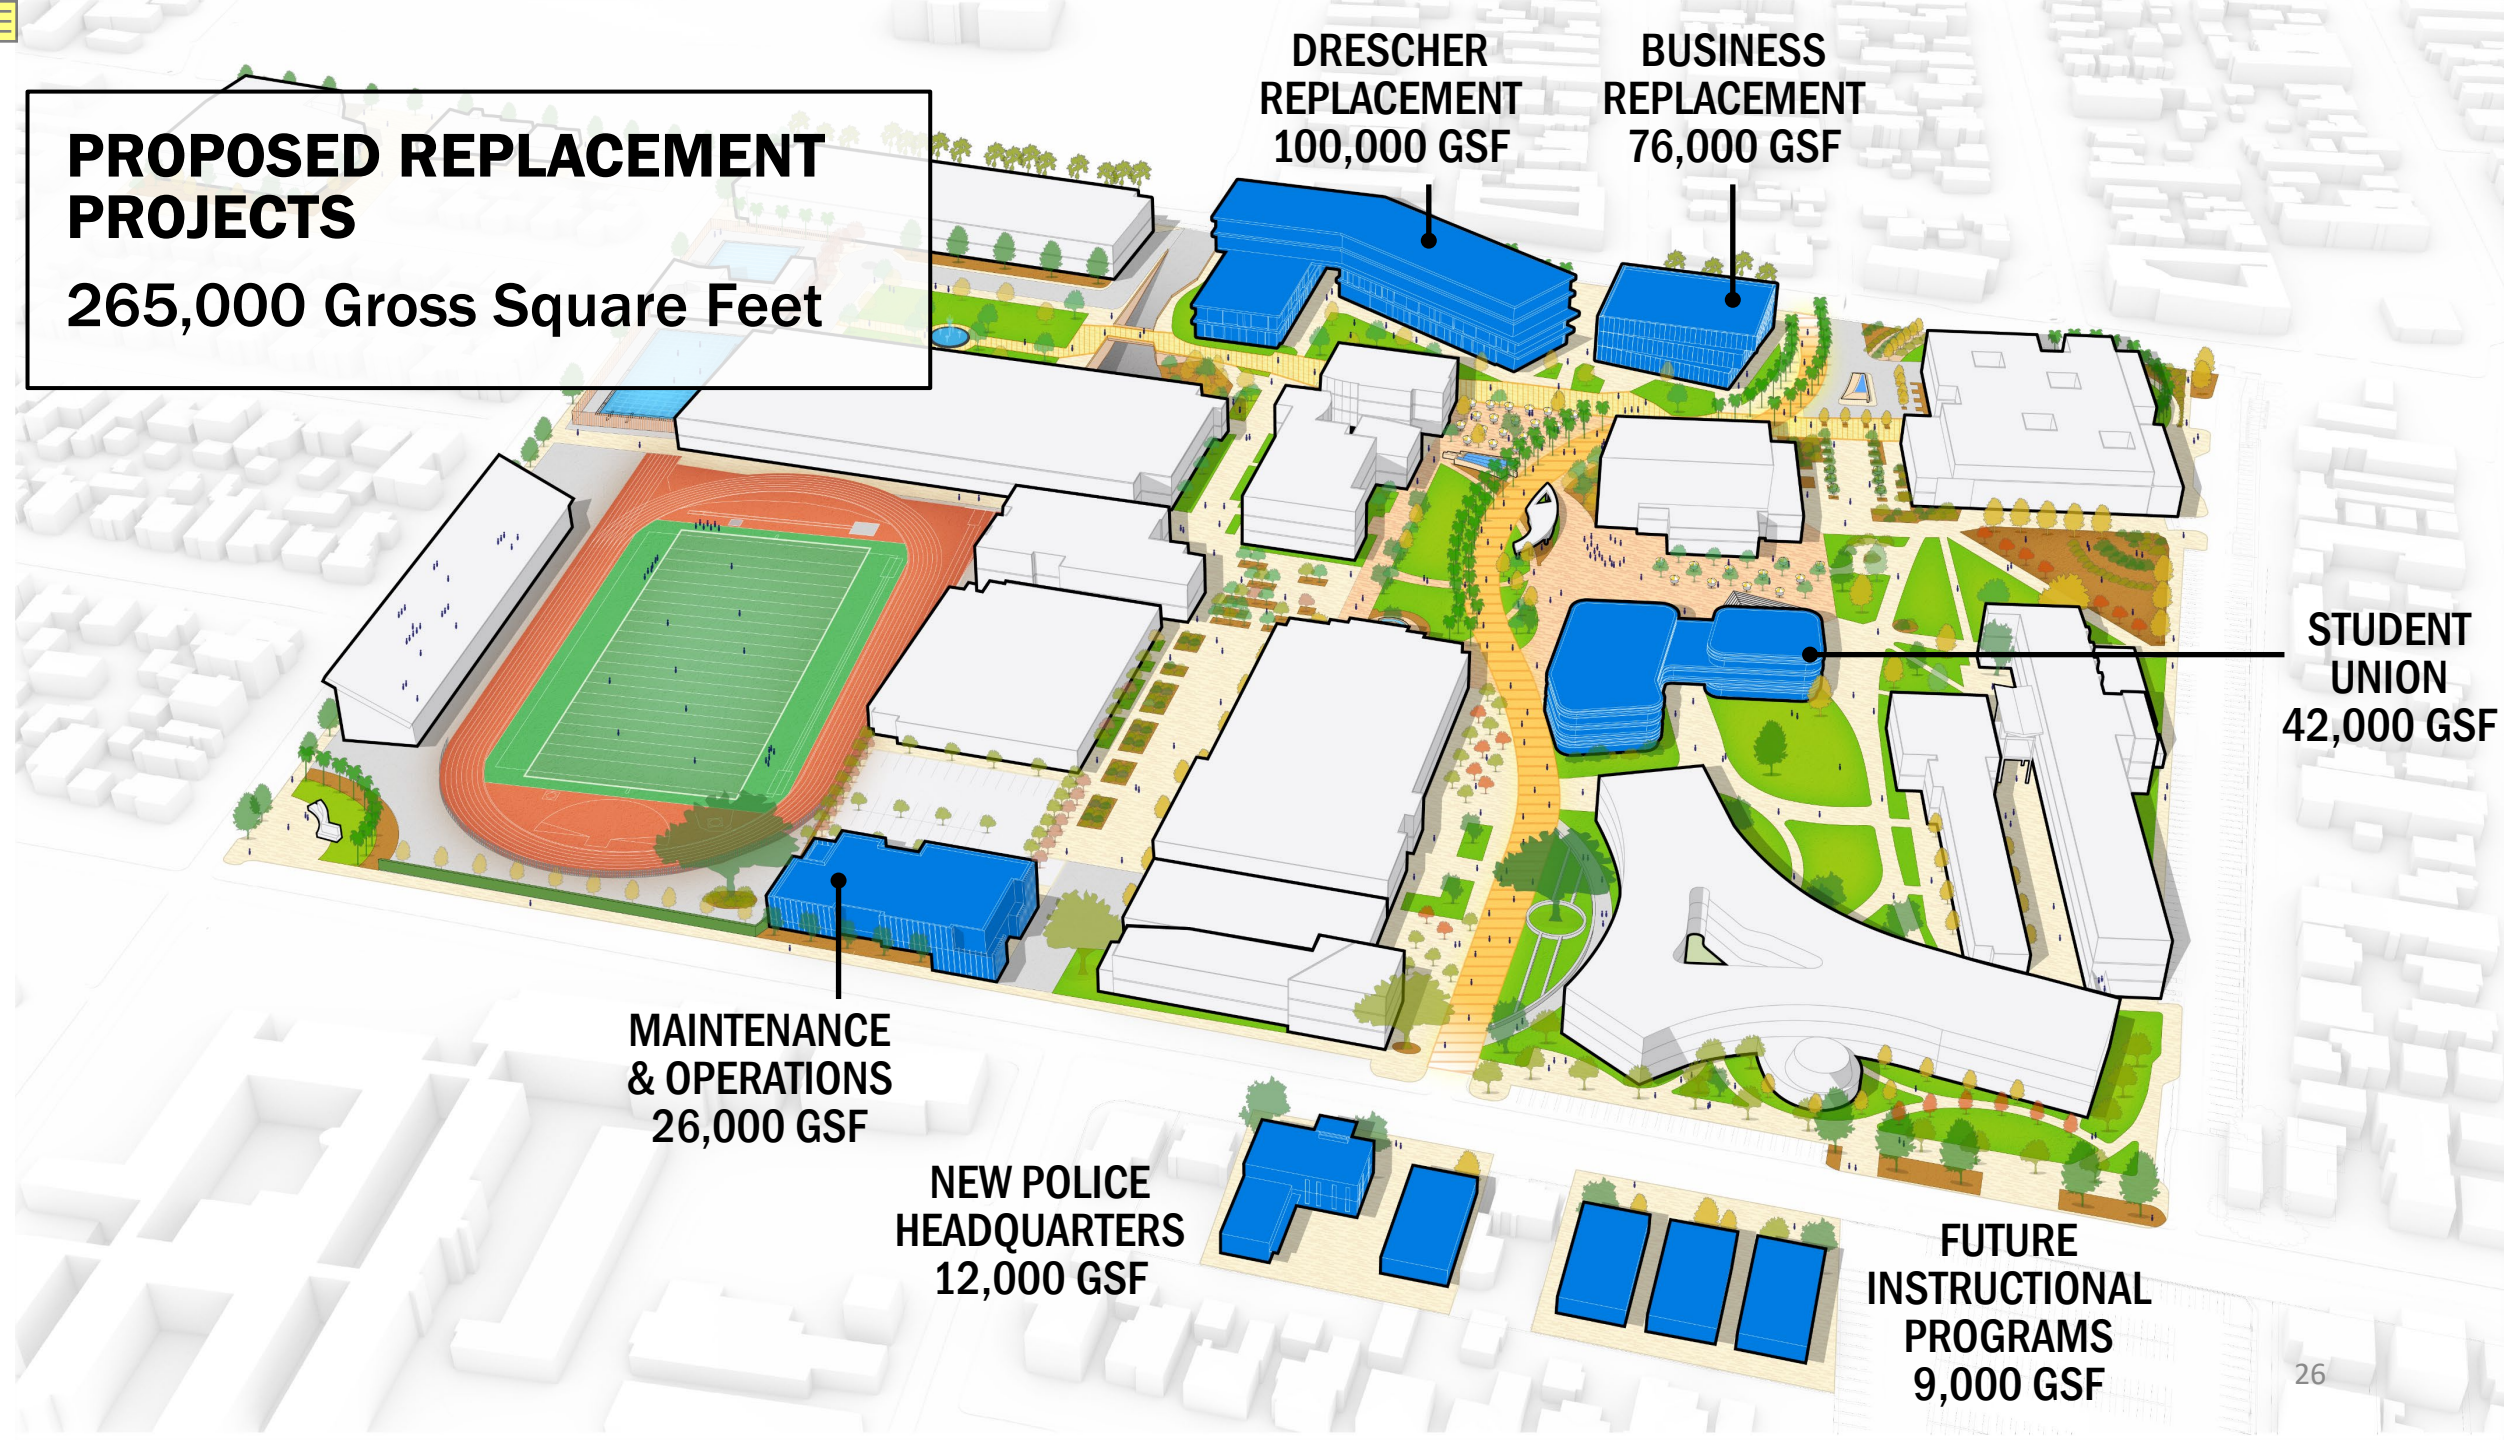 PROPOSED REPLACEMENT
PROJECTS
265,000 Gross Square Feet
DRESCHER
REPLACEMENT
100,000 GSF
BUSINESS
REPLACEMENT
76,000 GSF
STUDENT
UNION
42,000 GSF
MAINTENANCE
& OPERATIONS
26,000 GSF
NEW POLICE
HEADQUARTERS
12,000 GSF
FUTURE
INSTRUCTIONAL
PROGRAMS
9,000 GSF
26